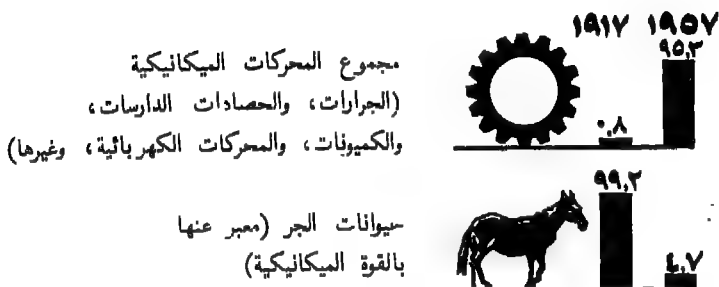 ١٩١٧ ١٩٥٧
٩٥,٣
مجموع المحركات الميكانيكية
(الجرارات، والحصادات الدارسات،
والكميونات، والمحركات الكهربائية، وغيرها)
٠,٨
٩٩,٢
حيوانات الجر (معبر عنها
بالقوة الميكانيكية)
٤,٧